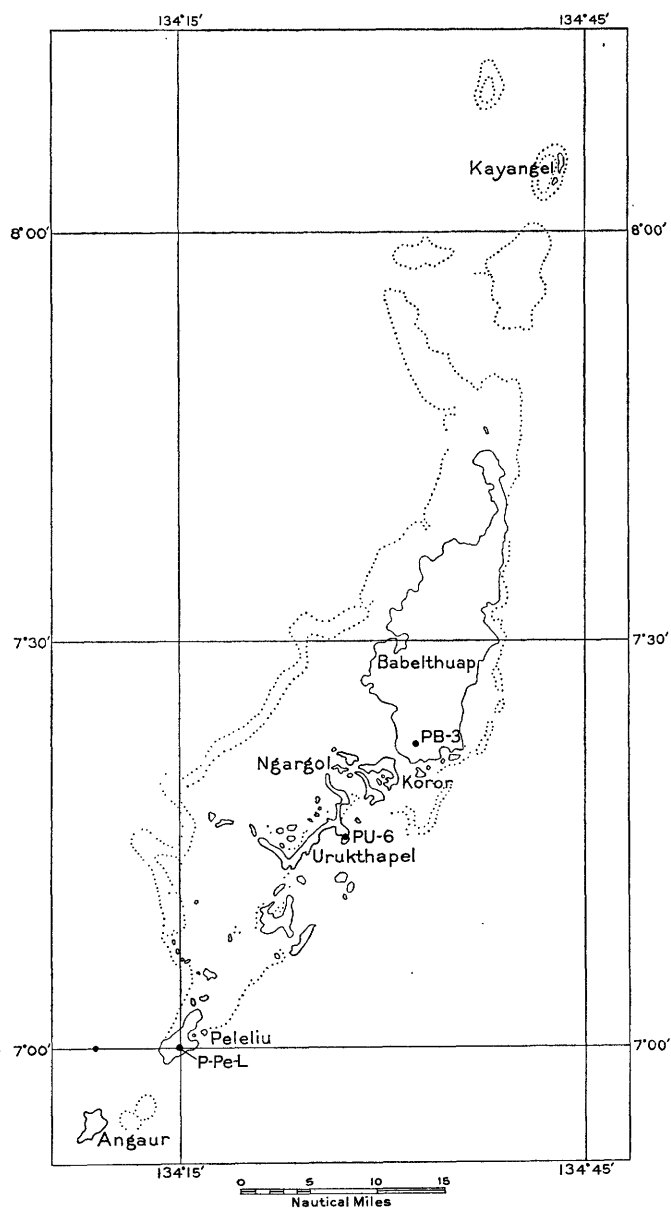 134°15' 134°45'
Kayangel
8°00' 8°00'
7°30' 7°30'
Babelthuap
PB-3
Ngargol
Koror
PU-6
Urukthapel
Peleliu
7°00' 7°00'
P-Pe-L
Angaur
134°15' 134°45'
0 5 10 15
Nautical Miles